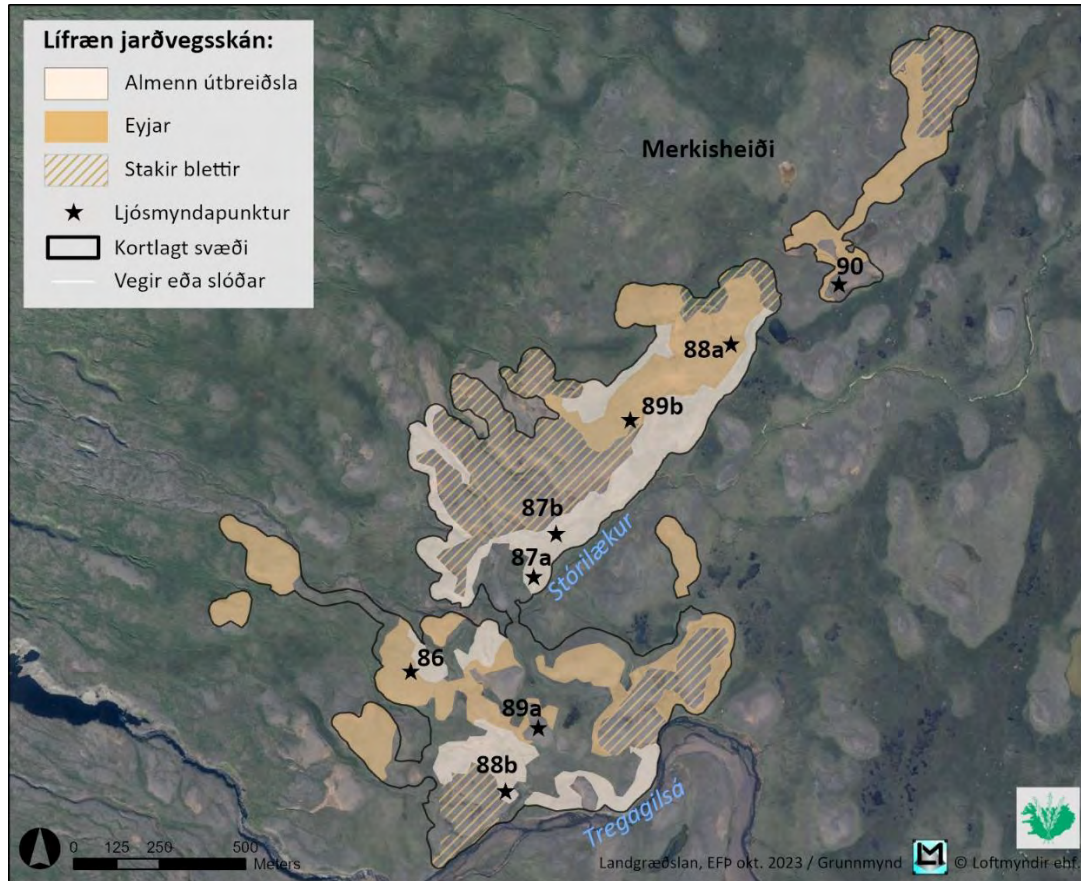 Lífræn jarðvegsskán:
Almenn útbreiðsla
Eyjar
Stakir blettir
Ljósmyndapunktur
Kortlagt svæði
Vegir eða slóðar
Merkisheiði
90
88a
89b
87b
87a
Stórilækur
86
89a
88b
Tregagilsá
0 125 250 500
Meters
Landgræðslan, EFÞ okt. 2023 / Grunnmynd M © Loftmyndir ehf